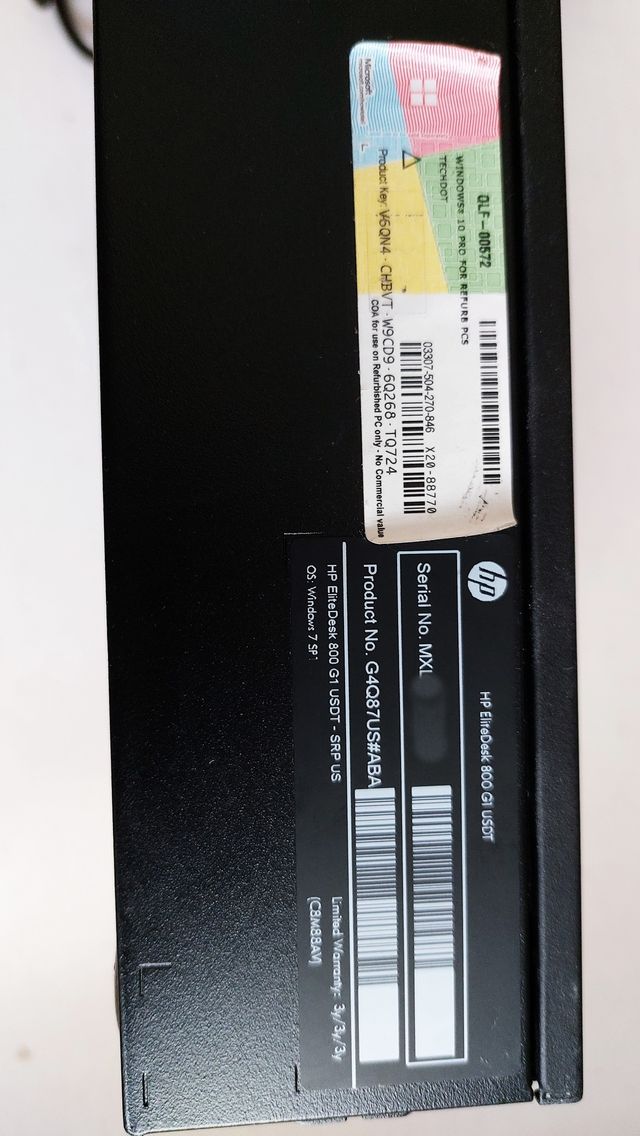 Microsoft
QLF-00572
WINDOWS® 10 PRO FOR REFURB PCS
TECHDOT
03307-504-270-846 X20-88770
Product Key: V6QN4-CHBVT-W9CD9-6Q268-TQ724
COA for use on Refurbished PC only - No Commercial value
hp
HP EliteDesk 800 G1 USDT
Serial No. MXL
Product No. G4Q87US#ABA
HP EliteDesk 800 G1 USDT - SRP US
Limited Warranty: 3y/3y/3y
OS: Windows 7 SP1
(C8M88AV)